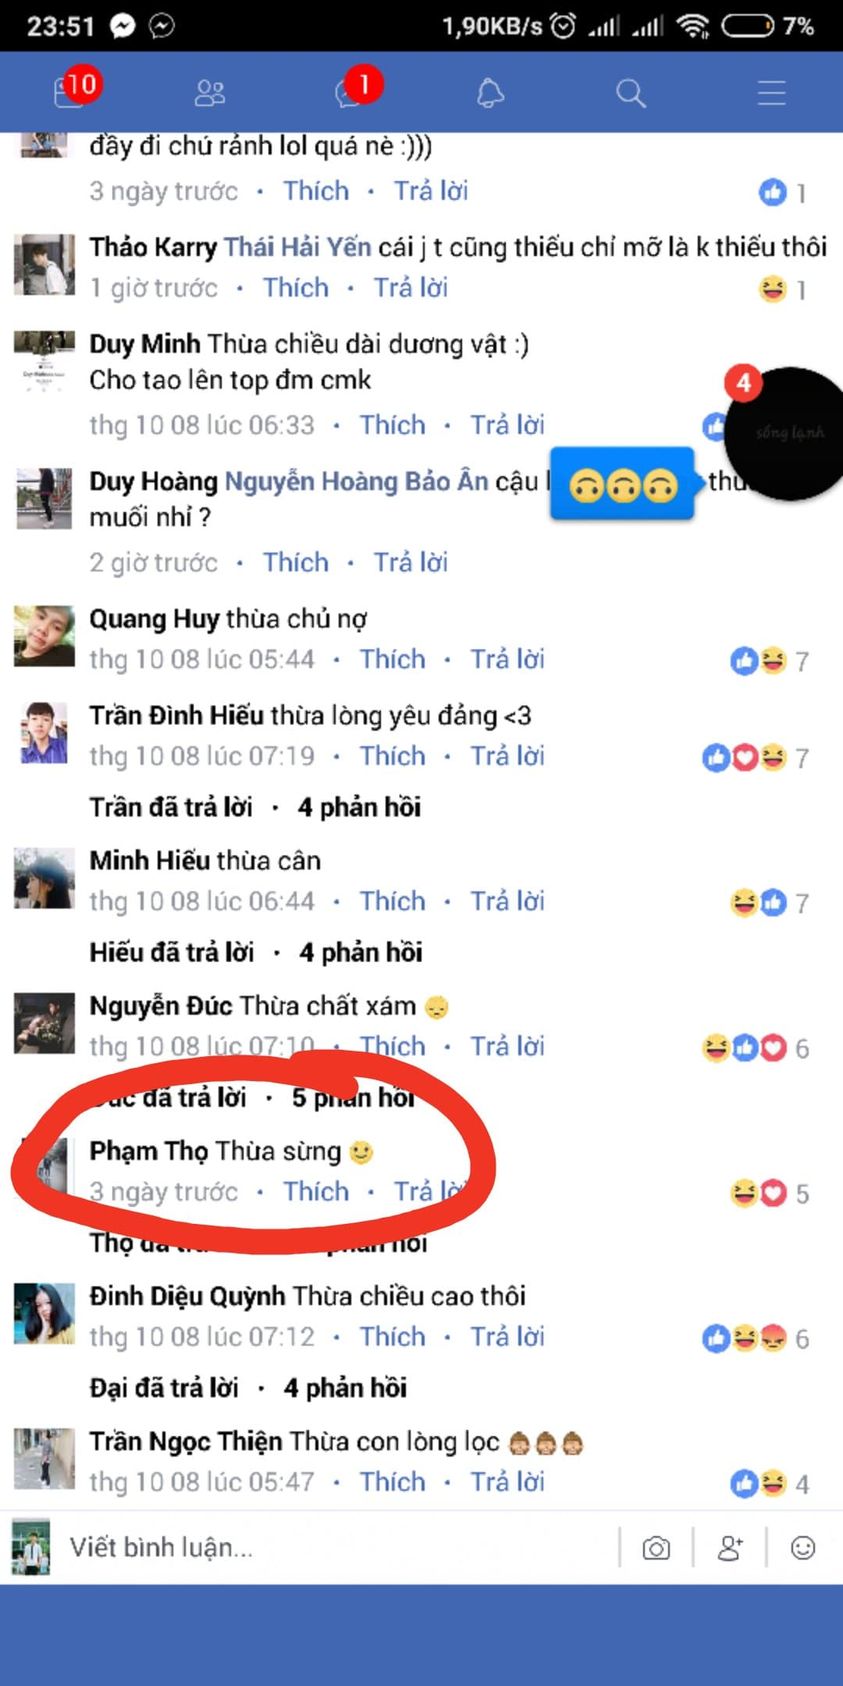 23:51 1,90KB/s 7%
10 1
đầy đi chứ rảnh lol quá nè :)))
3 ngày trước · Thích · Trả lời 1
Thảo Karry Thái Hải Yến cái j t cũng thiếu chỉ mỡ là k thiếu thôi
1 giờ trước · Thích · Trả lời 1
Duy Minh Thừa chiều dài dương vật :)
Cho tao lên top đm cmk
4
thg 10 08 lúc 06:33 · Thích · Trả lời
sống lạnh
Duy Hoàng Nguyễn Hoàng Bảo Ân cậu
muối nhỉ ?
2 giờ trước · Thích · Trả lời
Quang Huy thừa chủ nợ
thg 10 08 lúc 05:44 · Thích · Trả lời 7
Trần Đình Hiếu thừa lòng yêu đảng <3
thg 10 08 lúc 07:19 · Thích · Trả lời 7
Trần đã trả lời · 4 phản hồi
Minh Hiếu thừa cân
thg 10 08 lúc 06:44 · Thích · Trả lời 7
Hiếu đã trả lời · 4 phản hồi
Nguyễn Đức Thừa chất xám 😞
thg 10 08 lúc 07:10 · Thích · Trả lời 6
đã trả lời · 5 phản hồi
Phạm Thọ Thừa sừng 🙂
3 ngày trước · Thích · Trả lời 5
Thọ đã phản hồi
Đinh Diệu Quỳnh Thừa chiều cao thôi
thg 10 08 lúc 07:12 · Thích · Trả lời 6
Đại đã trả lời · 4 phản hồi
Trần Ngọc Thiện Thừa con lòng lọc
thg 10 08 lúc 05:47 · Thích · Trả lời 4
Viết bình luận...